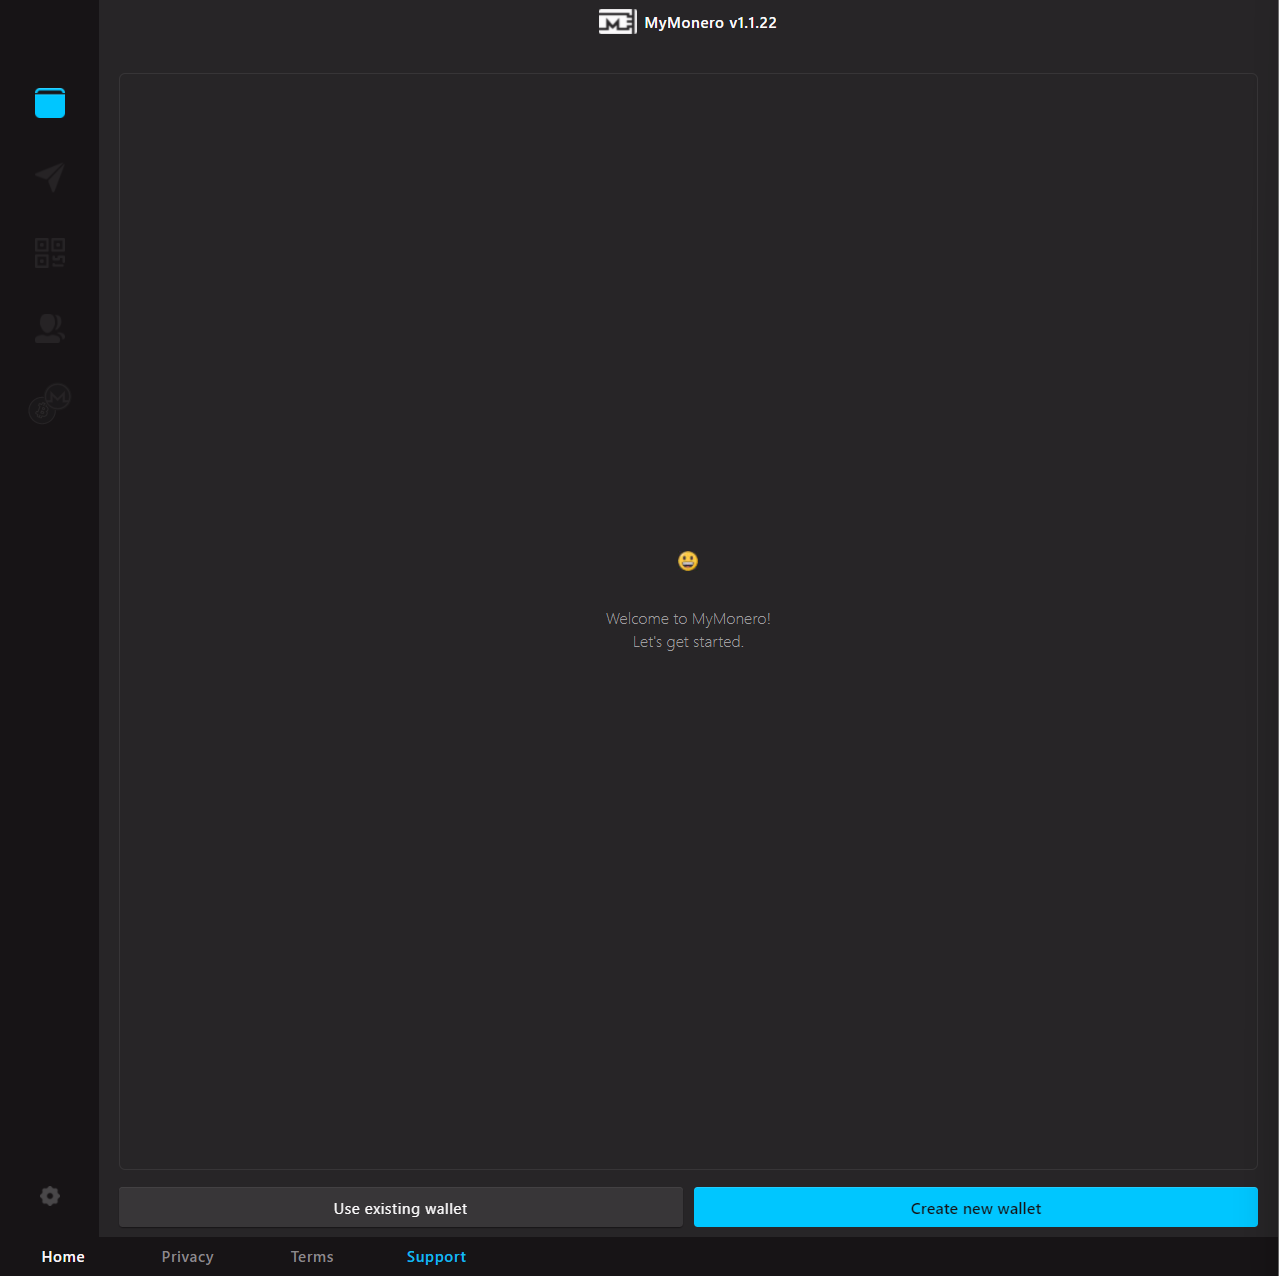 MyMonero v1.1.22
Welcome to MyMonero!
Let's get started.
Use existing wallet
Create new wallet
Home
Privacy
Terms
Support